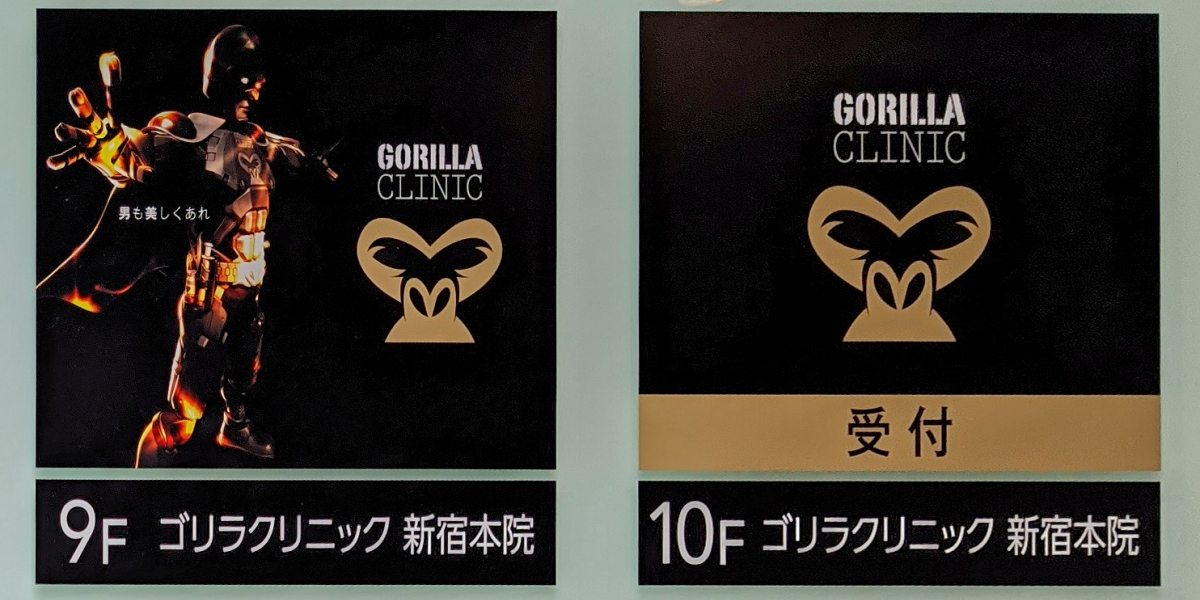 GORILLA
CLINIC
男も美しくあれ
9F ゴリラクリニック 新宿本院
GORILLA
CLINIC
受付
10F ゴリラクリニック 新宿本院